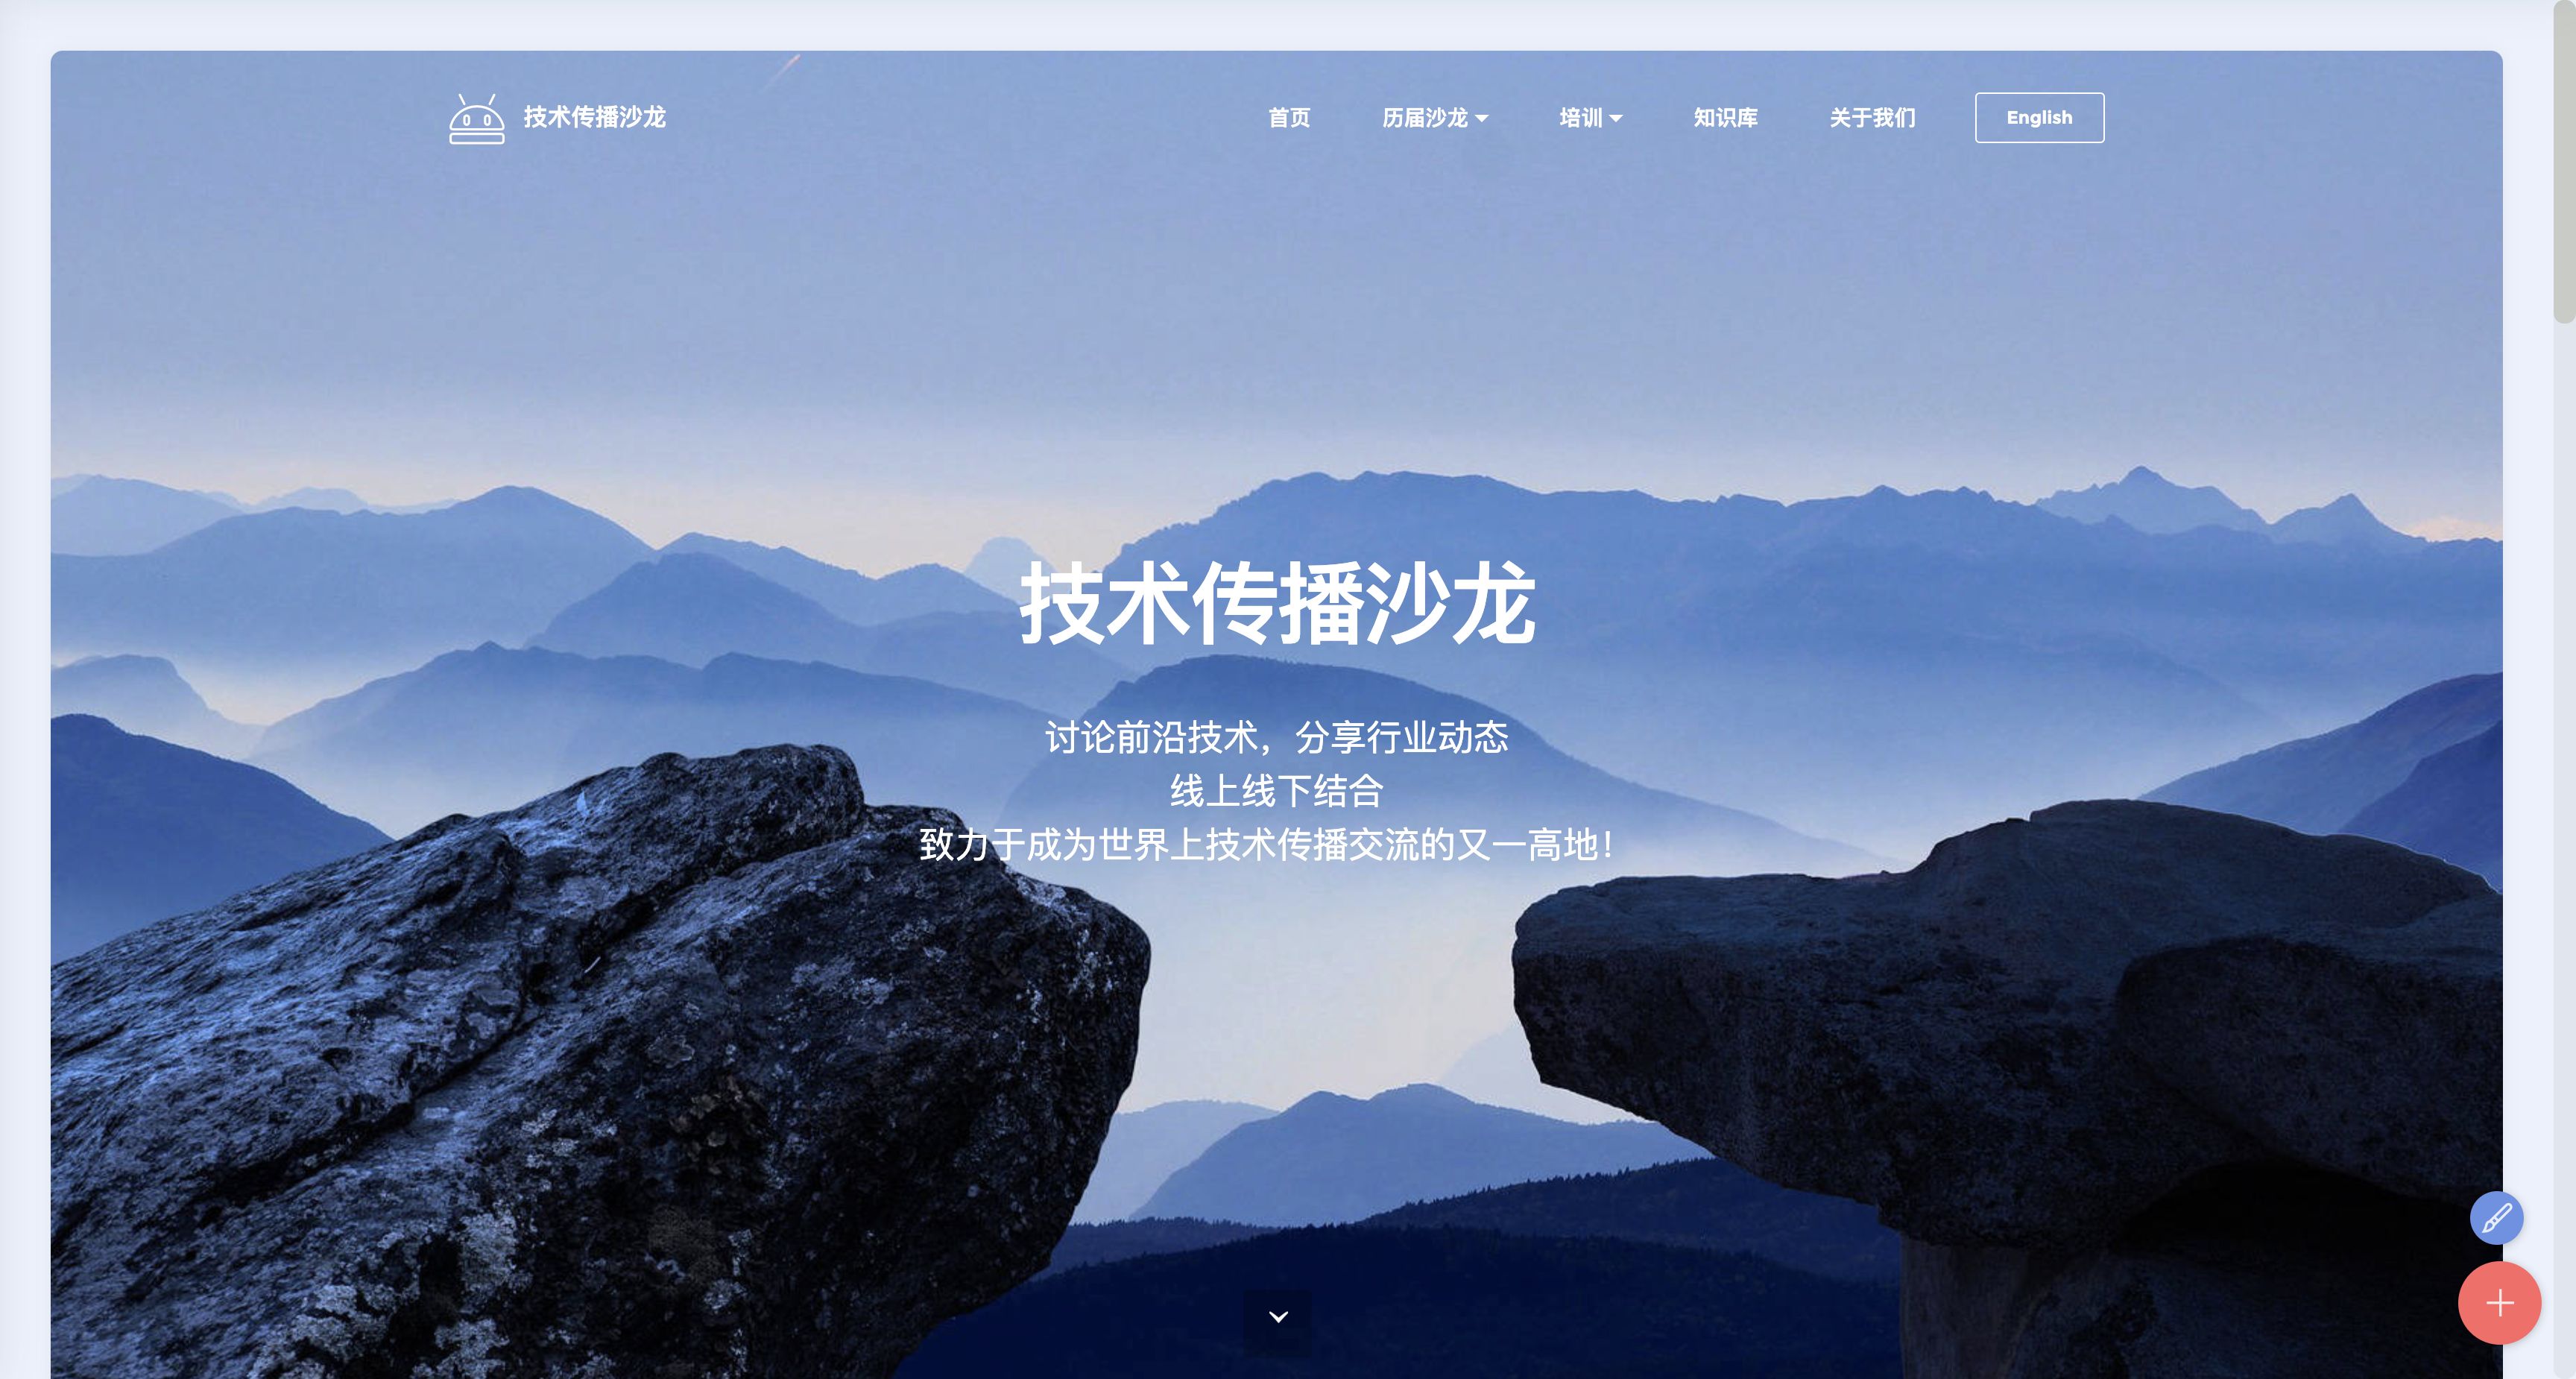 技术传播沙龙
首页
历届沙龙
培训
知识库
关于我们
English
技术传播沙龙
讨论前沿技术，分享行业动态
线上线下结合
致力于成为世界上技术传播交流的又一高地！